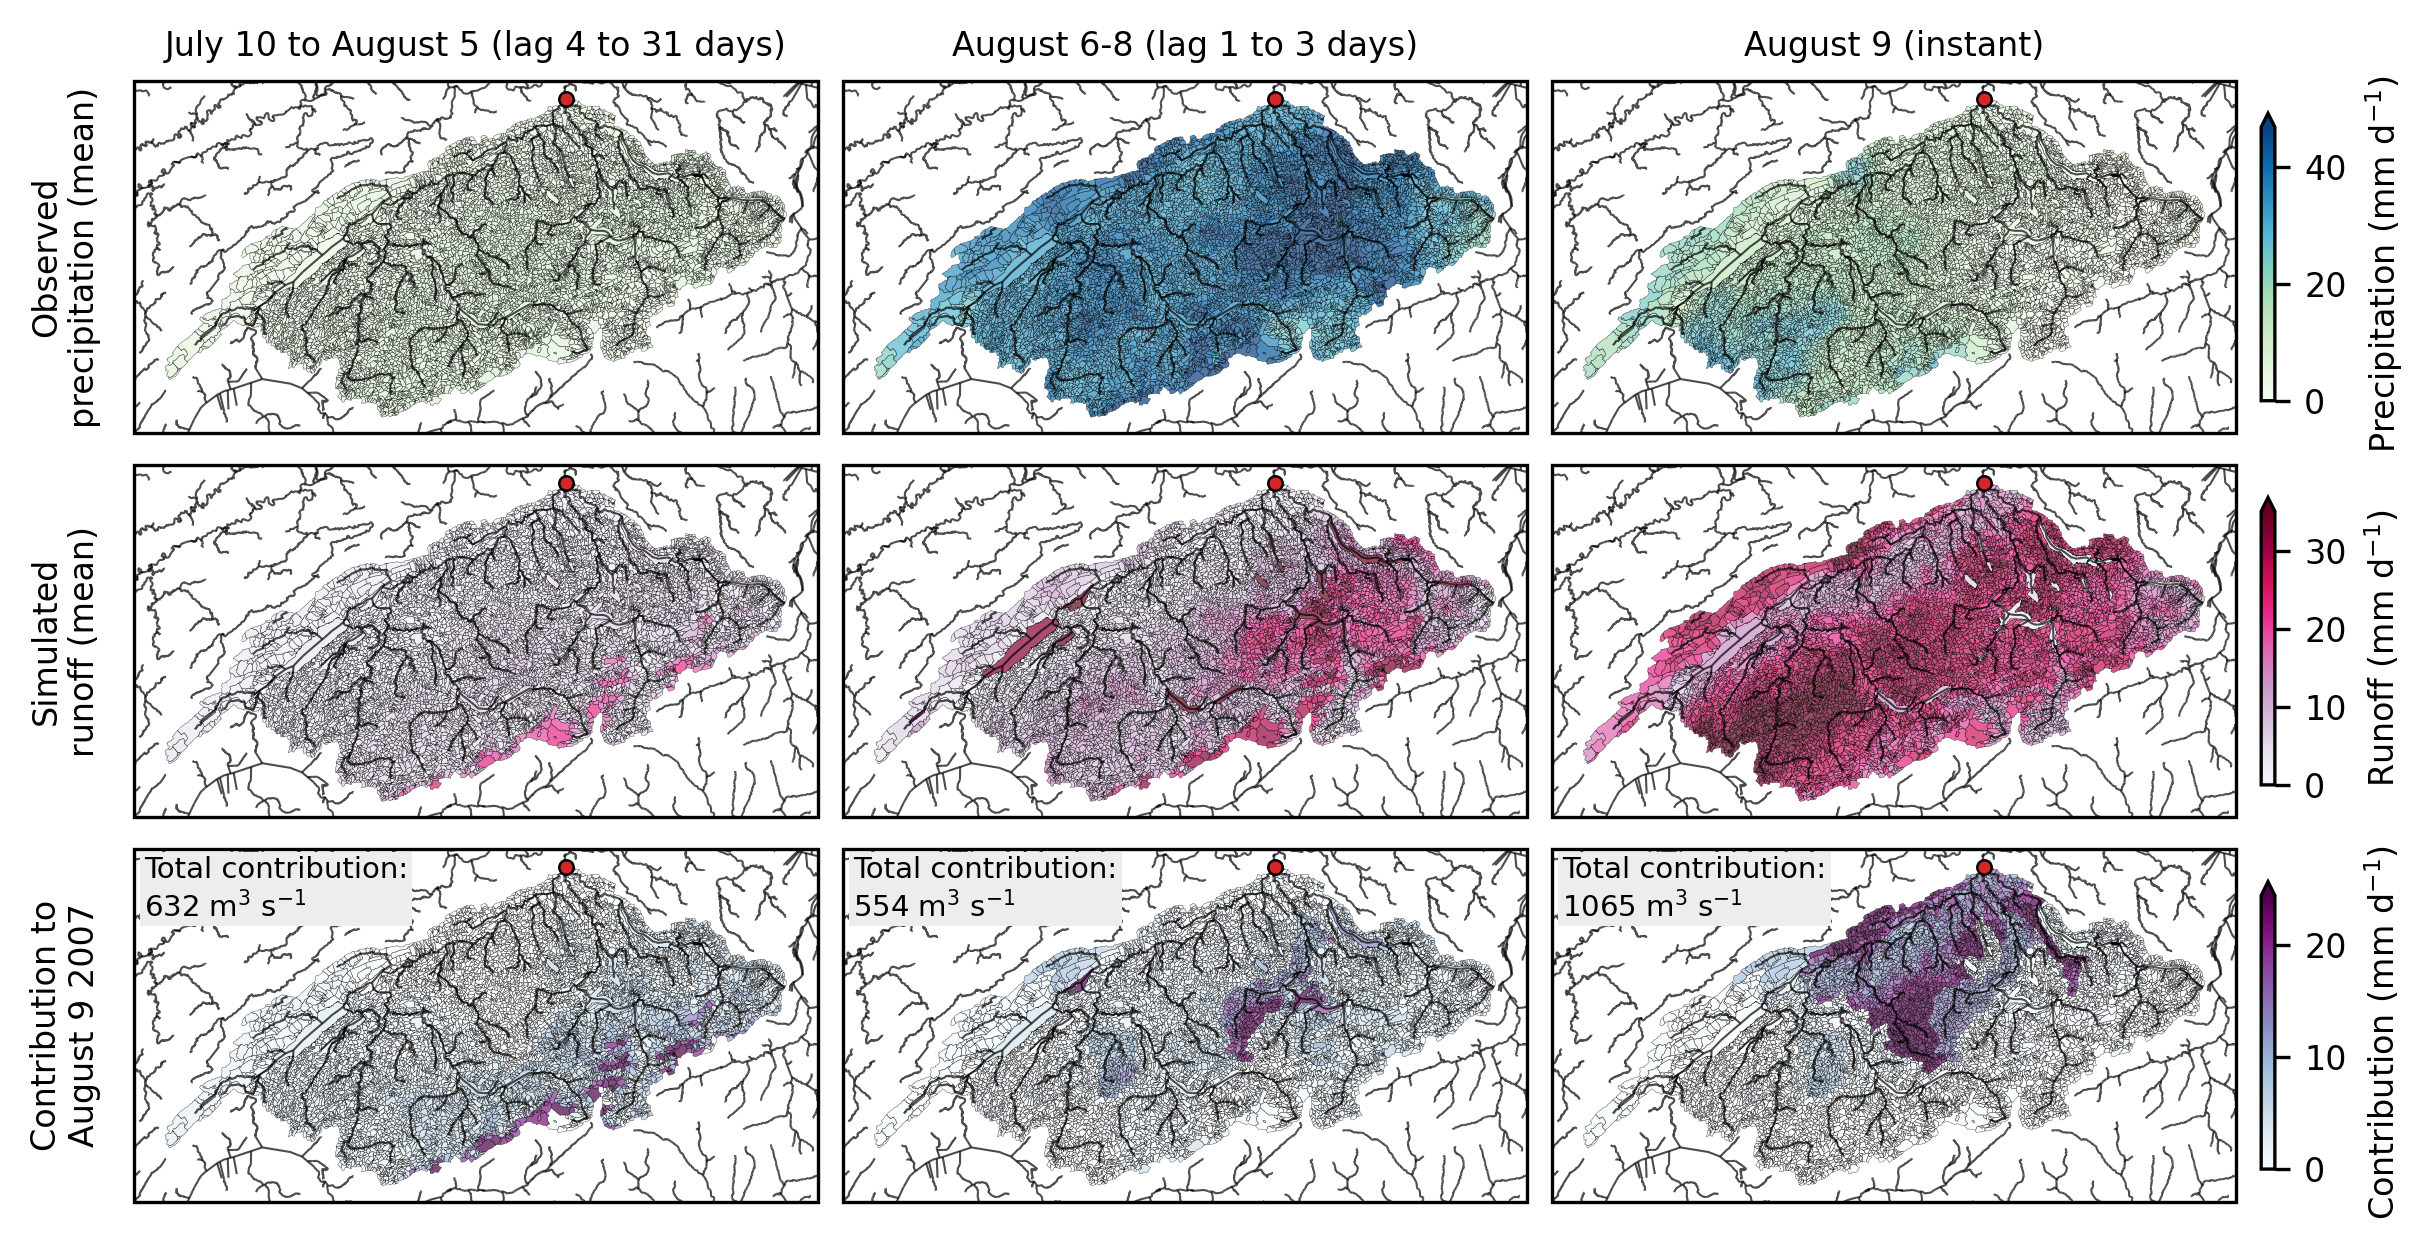 July 10 to August 5 (lag 4 to 31 days)
August 6-8 (lag 1 to 3 days)
August 9 (instant)
Observed
precipitation (mean)
40
20
0
Precipitation (mm d⁻¹)
Simulated
runoff (mean)
30
20
10
0
Runoff (mm d⁻¹)
Contribution to
August 9 2007
Total contribution:
632 m³ s⁻¹
Total contribution:
554 m³ s⁻¹
Total contribution:
1065 m³ s⁻¹
20
10
0
Contribution (mm d⁻¹)